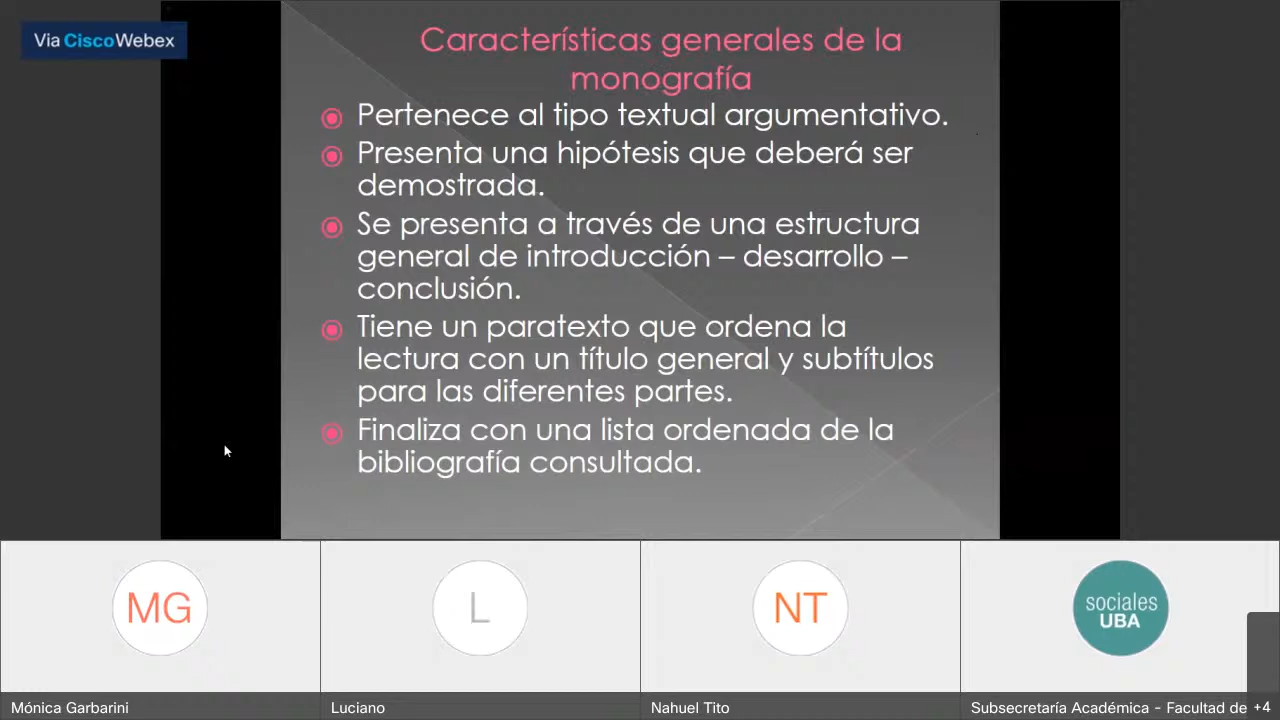 Via Cisco Webex
Características generales de la
monografía
Pertenece al tipo textual argumentativo.
Presenta una hipótesis que deberá ser
demostrada.
Se presenta a través de una estructura
general de introducción – desarrollo –
conclusión.
Tiene un paratexto que ordena la
lectura con un título general y subtítulos
para las diferentes partes.
Finaliza con una lista ordenada de la
bibliografía consultada.
MG
L
NT
sociales
UBA
Mónica Garbarini
Luciano
Nahuel Tito
Subsecretaría Académica - Facultad de +4